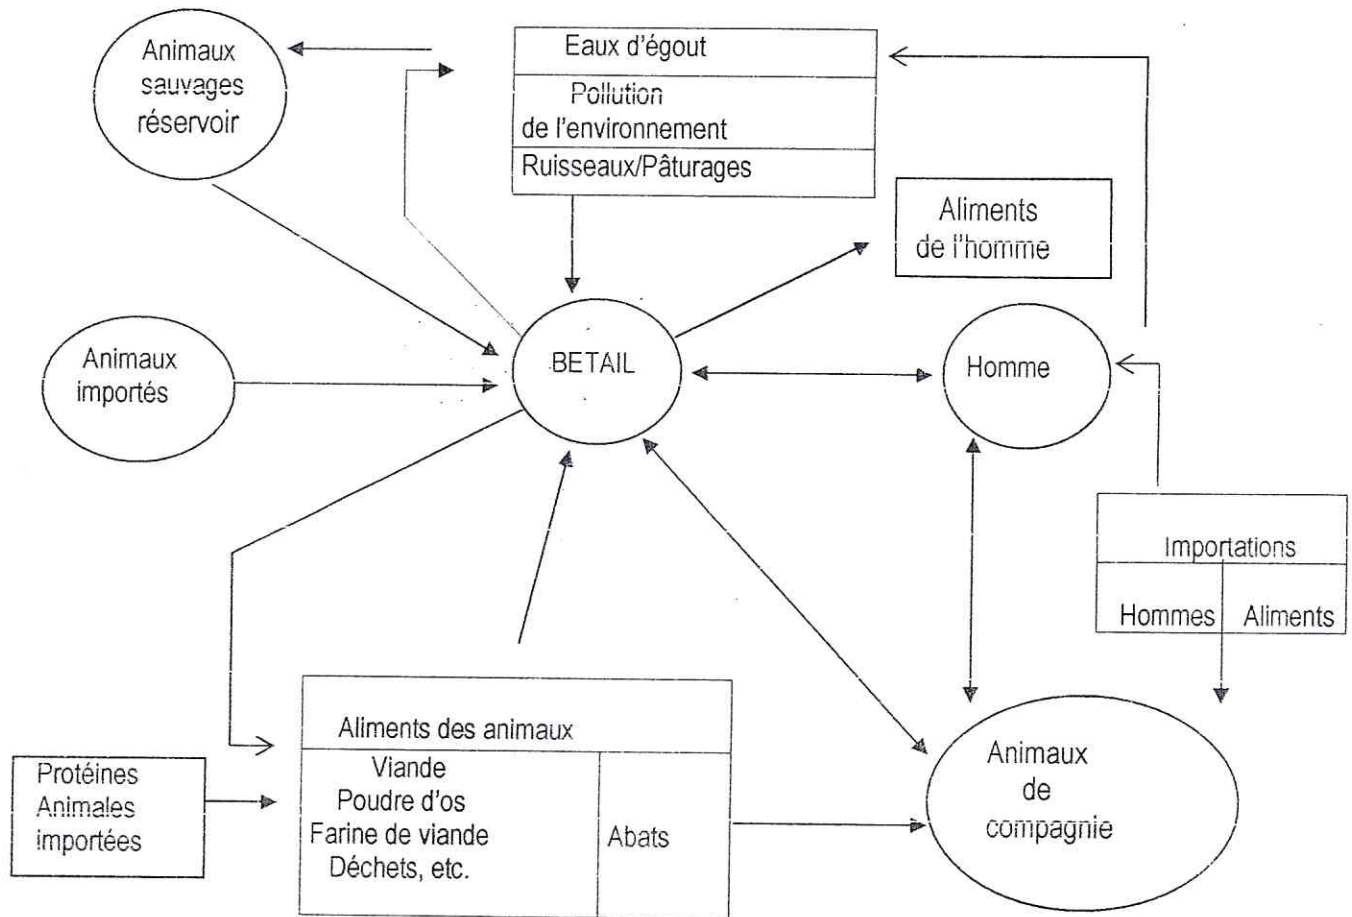 Animaux
sauvages
réservoir
Eaux d'égout
Pollution
de l'environnement
Ruisseaux/Pâturages
Aliments
de l'homme
Animaux
importés
BETAIL
Homme
Importations
Hommes
Aliments
Aliments des animaux
Viande
Poudre d'os
Farine de viande
Déchets, etc.
Abats
Protéines
Animales
importées
Animaux
de
compagnie